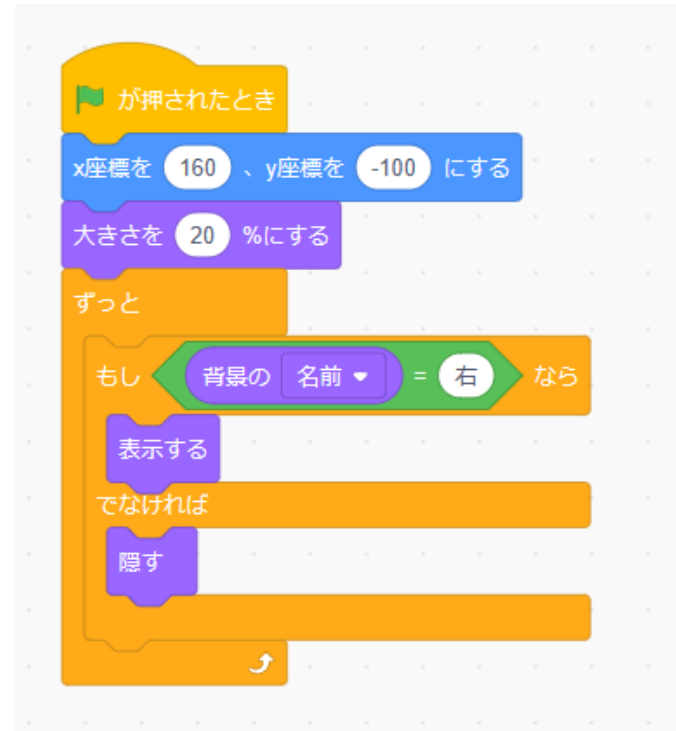 が押されたとき
x座標を 160 、y座標を -100 にする
大きさを 20 %にする
ずっと
もし 背景の 名前 = 右 なら
表示する
でなければ
隠す